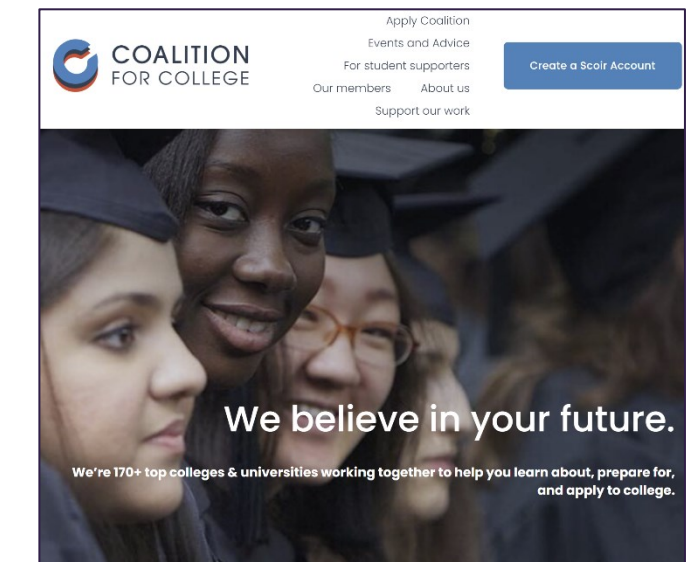 COALITION
FOR COLLEGE
Apply Coalition
Events and Advice
For student supporters
Our members About us
Support our work
Create a Scoir Account
We believe in your future.
We're 170+ top colleges & universities working together to help you learn about, prepare for,
and apply to college.